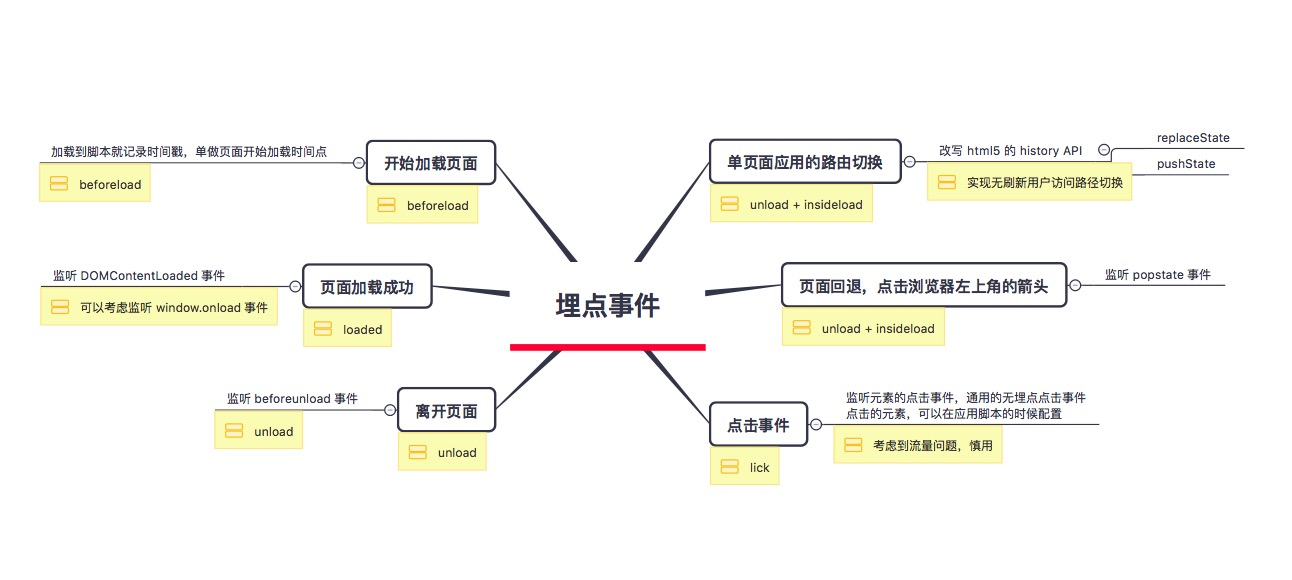 埋点事件
开始加载页面
beforeload
加载到脚本就记录时间戳，单做页面开始加载时间点
beforeload
页面加载成功
loaded
监听 DOMContentLoaded 事件
可以考虑监听 window.onload 事件
离开页面
unload
监听 beforeunload 事件
unload
单页面应用的路由切换
unload + insideload
改写 html5 的 history API
实现无刷新用户访问路径切换
replaceState
pushState
页面回退，点击浏览器左上角的箭头
unload + insideload
监听 popstate 事件
点击事件
lick
监听元素的点击事件，通用的无埋点点击事件
点击的元素，可以在应用脚本的时候配置
考虑到流量问题，慎用